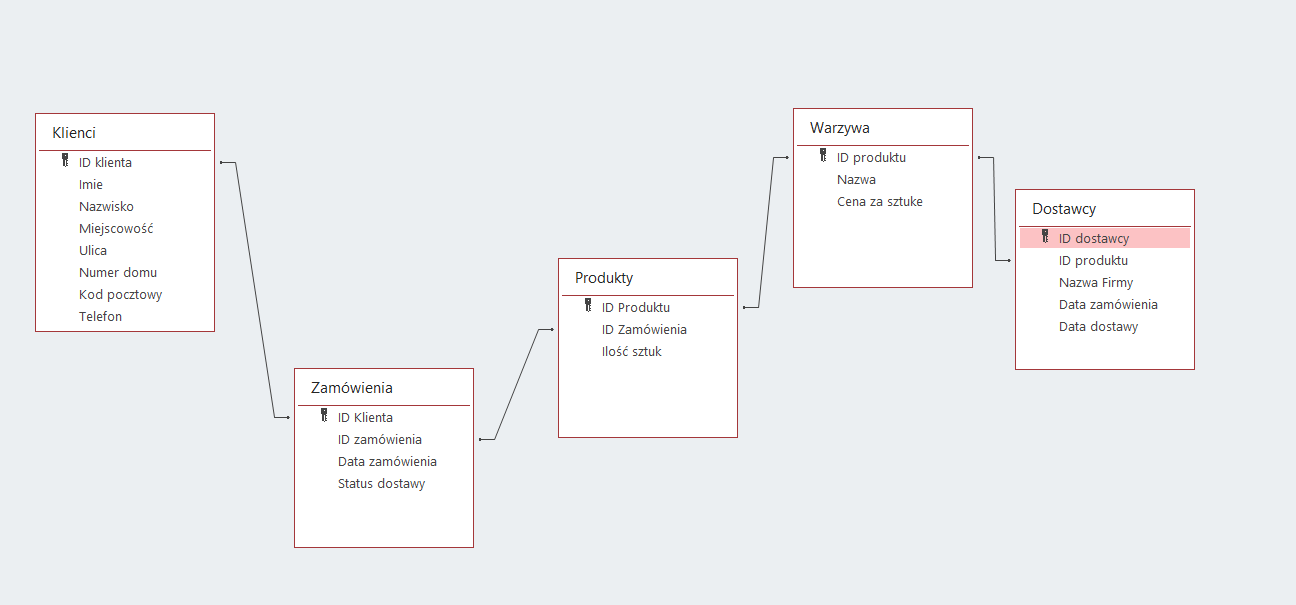 Klienci
ID klienta
Imie
Nazwisko
Miejscowość
Ulica
Numer domu
Kod pocztowy
Telefon
Zamówienia
ID Klienta
ID zamówienia
Data zamówienia
Status dostawy
Produkty
ID Produktu
ID Zamówienia
Ilość sztuk
Warzywa
ID produktu
Nazwa
Cena za sztuke
Dostawcy
ID dostawcy
ID produktu
Nazwa Firmy
Data zamówienia
Data dostawy